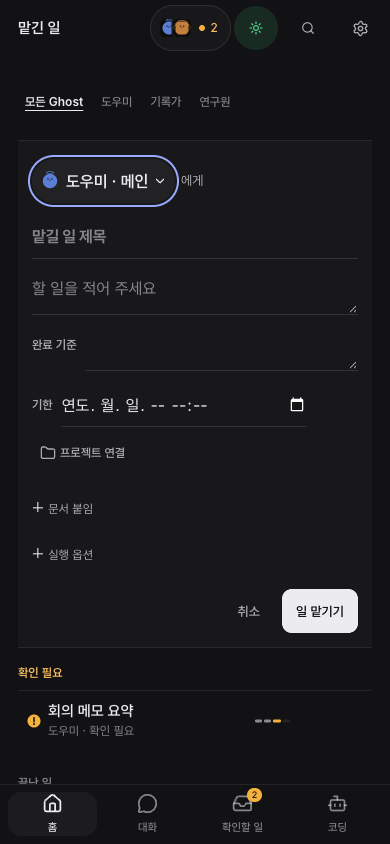 맡긴 일
2
모든 Ghost 도우미 기록가 연구원
도우미 · 메인 에게
맡길 일 제목
할 일을 적어 주세요
완료 기준
기한 연도. 월. 일. -- --:--
프로젝트 연결
+ 문서 붙임
+ 실행 옵션
취소 일 맡기기
확인 필요
회의 메모 요약
도우미 · 확인 필요
끝난 일
2
홈 대화 확인할 일 코딩